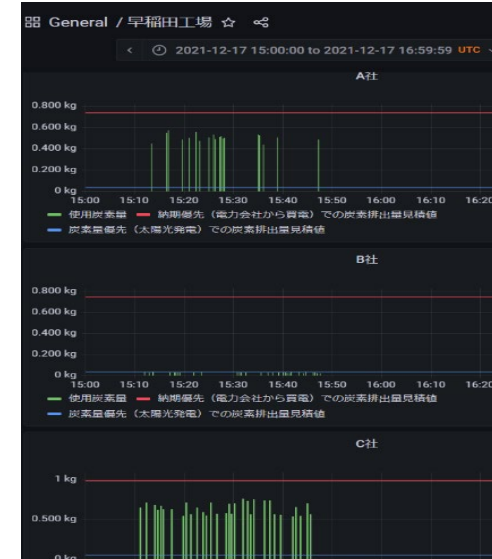 General / 早稲田工場
2021-12-17 15:00:00 to 2021-12-17 16:59:59 UTC
A社
0.800 kg
0.600 kg
0.400 kg
0.200 kg
0 kg
15:00 15:10 15:20 15:30 15:40 15:50 16:00 16:10 16:20
使用炭素量 納期優先（電力会社から買電）での炭素排出量見積値
炭素量優先（太陽光発電）での炭素排出量見積値
B社
0.800 kg
0.600 kg
0.400 kg
0.200 kg
0 kg
15:00 15:10 15:20 15:30 15:40 15:50 16:00 16:10 16:20
使用炭素量 納期優先（電力会社から買電）での炭素排出量見積値
炭素量優先（太陽光発電）での炭素排出量見積値
C社
1 kg
0.500 kg
0 kg